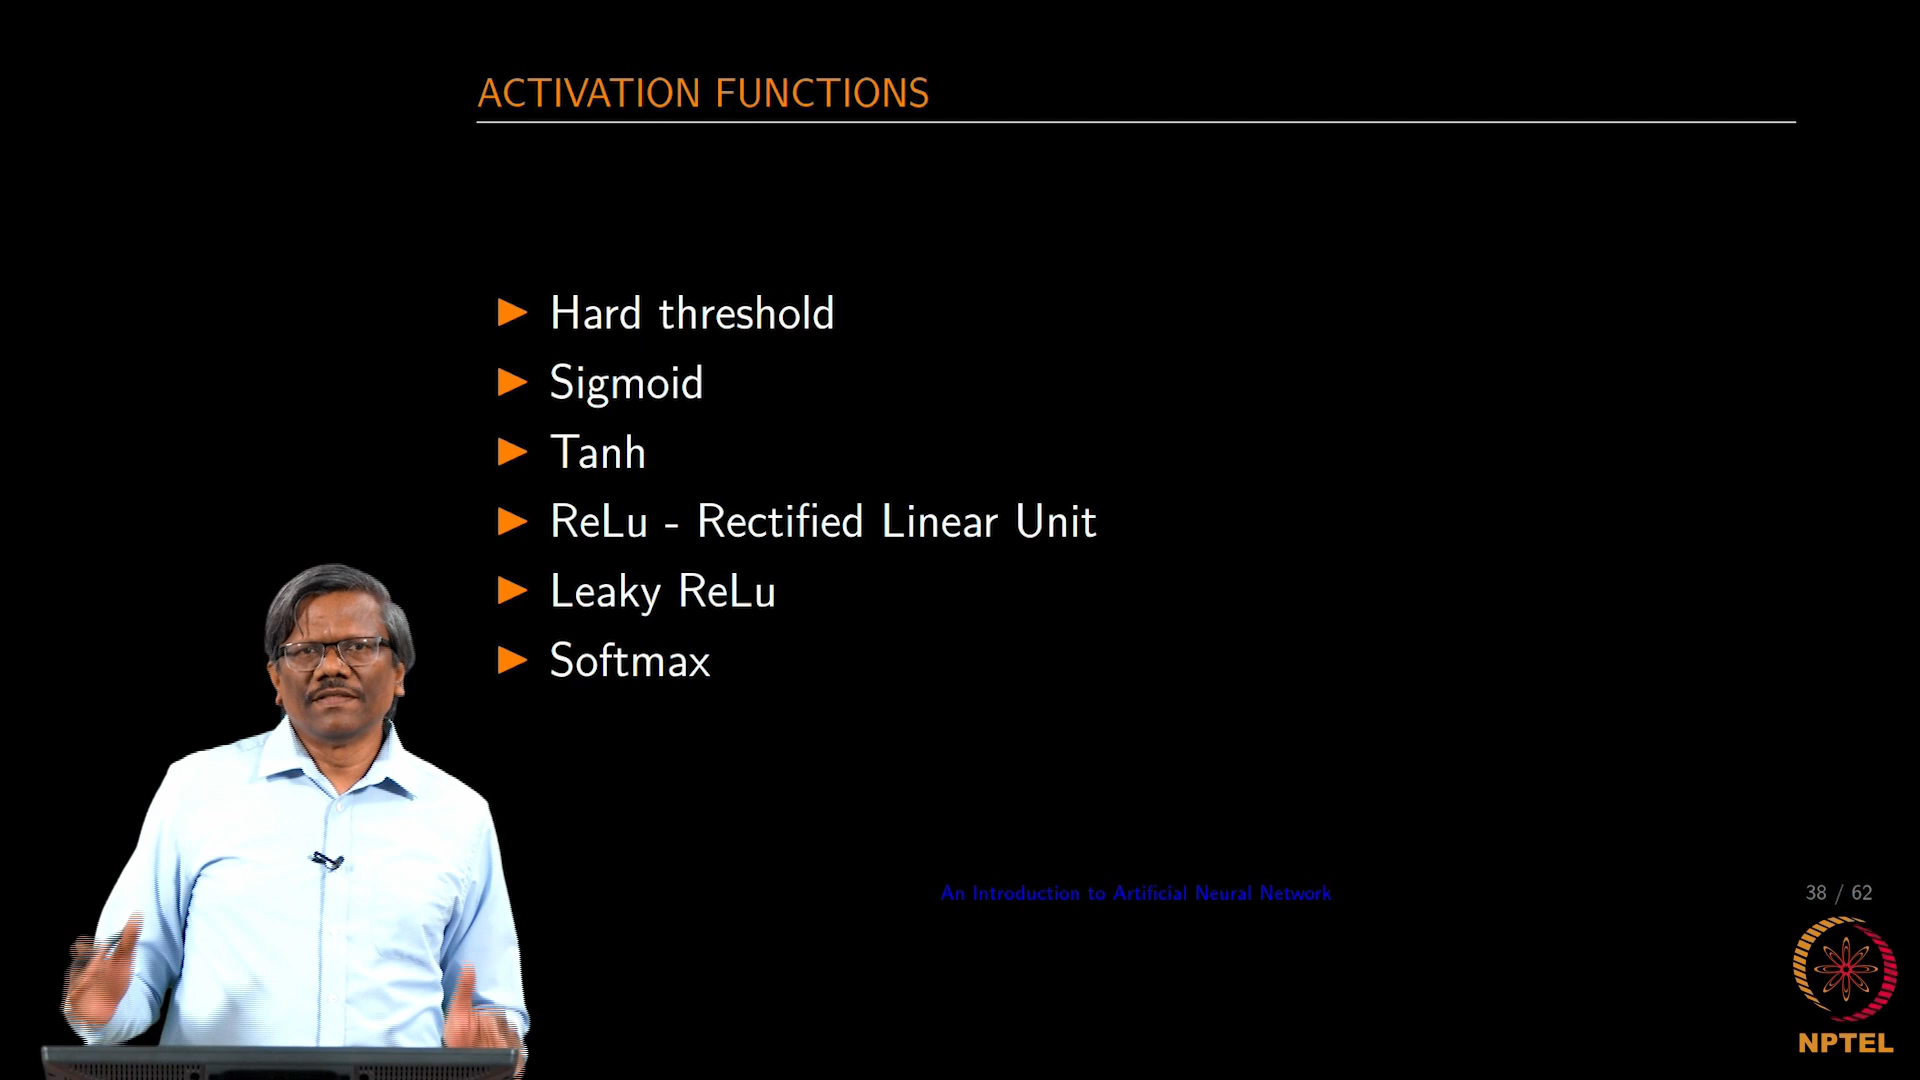 ACTIVATION FUNCTIONS
Hard threshold
Sigmoid
Tanh
ReLu - Rectified Linear Unit
Leaky ReLu
Softmax
An Introduction to Artificial Neural Network
38 / 62
NPTEL